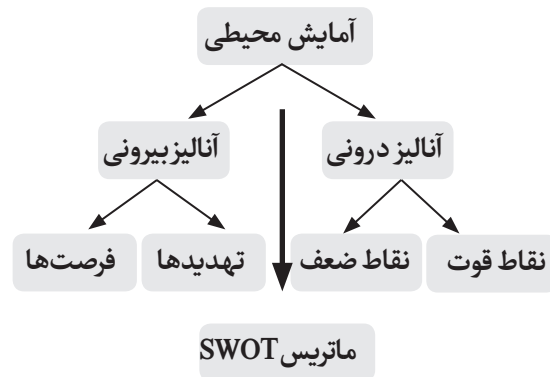 آمایش محیطی
آنالیز درونی
آنالیز بیرونی
نقاط قوت
نقاط ضعف
تهدیدها
فرصت‌ها
ماتریس SWOT